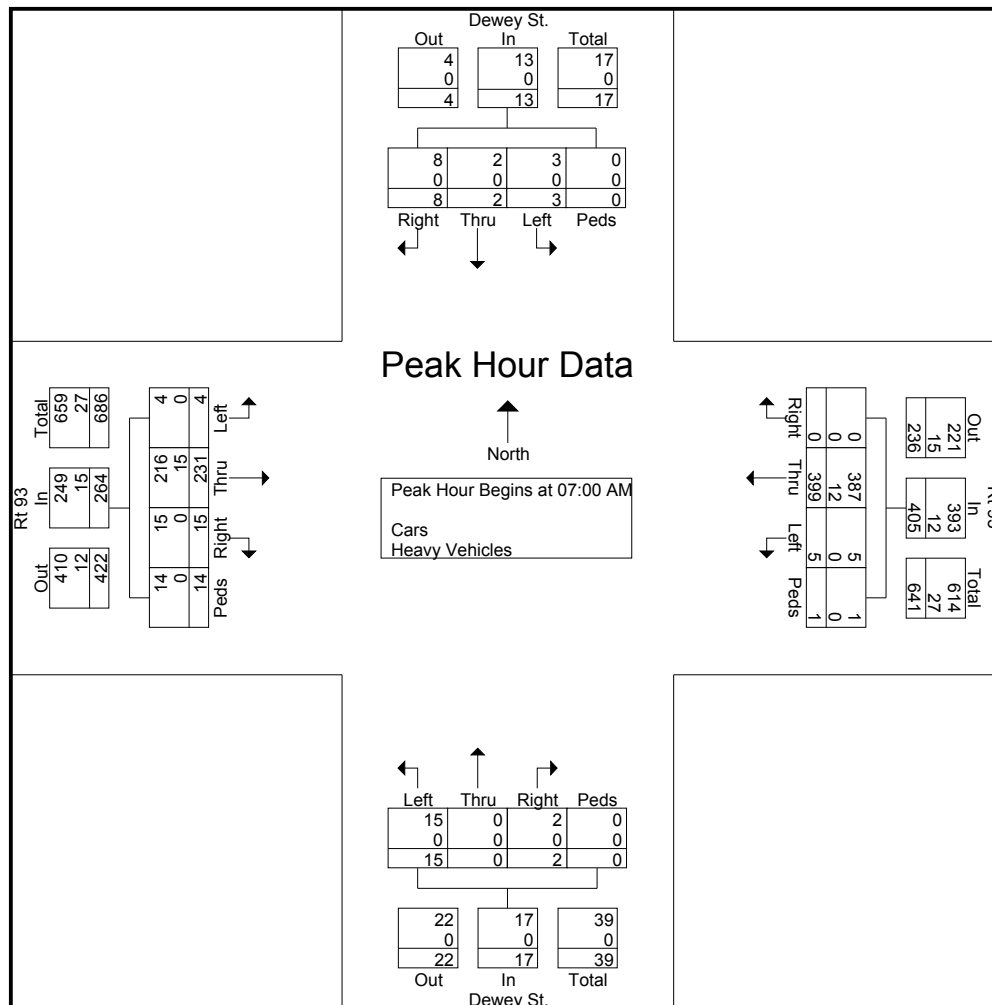 Dewey St.
Out In Total
4 13 17
0 0 0
4 13 17
8 2 3 0
0 0 0 0
8 2 3 0
Right Thru Left Peds
Peak Hour Data
North
Peak Hour Begins at 07:00 AM
Cars
Heavy Vehicles
Rt 93
Out In Total
410 249 659
12 15 27
422 264 686
14 15 216 4
0 0 15 0
14 15 231 4
Peds Right Thru Left
Out In Total
221 393 614
15 12 27
236 405 641
0 387 5 1
0 12 0 0
0 399 5 1
Right Thru Left Peds
Left Thru Right Peds
15 0 2 0
0 0 0 0
15 0 2 0
22 17 39
0 0 0
22 17 39
Out In Total
Dewey St.